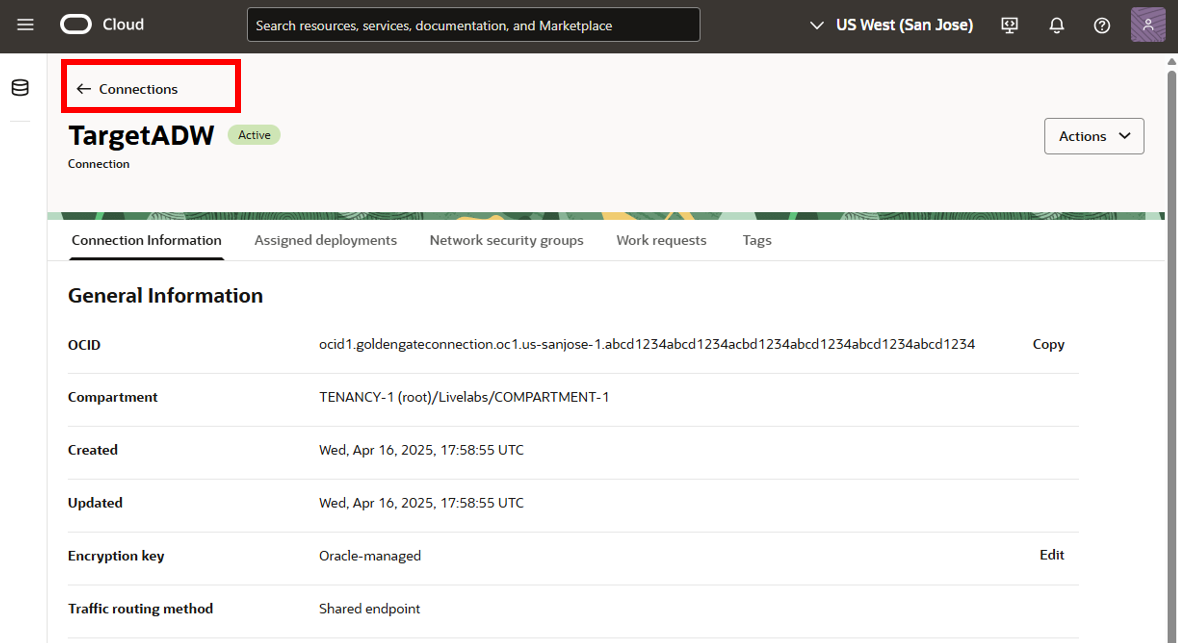 Cloud
Search resources, services, documentation, and Marketplace
US West (San Jose)
← Connections
TargetADW
Active
Connection
Actions
Connection Information
Assigned deployments
Network security groups
Work requests
Tags
General Information
OCID
ocid1.goldengateconnection.oc1.us-sanjose-1.abcd1234abcd1234acbd1234abcd1234abcd1234abcd1234
Copy
Compartment
TENANCY-1 (root)/Livelabs/COMPARTMENT-1
Created
Wed, Apr 16, 2025, 17:58:55 UTC
Updated
Wed, Apr 16, 2025, 17:58:55 UTC
Encryption key
Oracle-managed
Edit
Traffic routing method
Shared endpoint